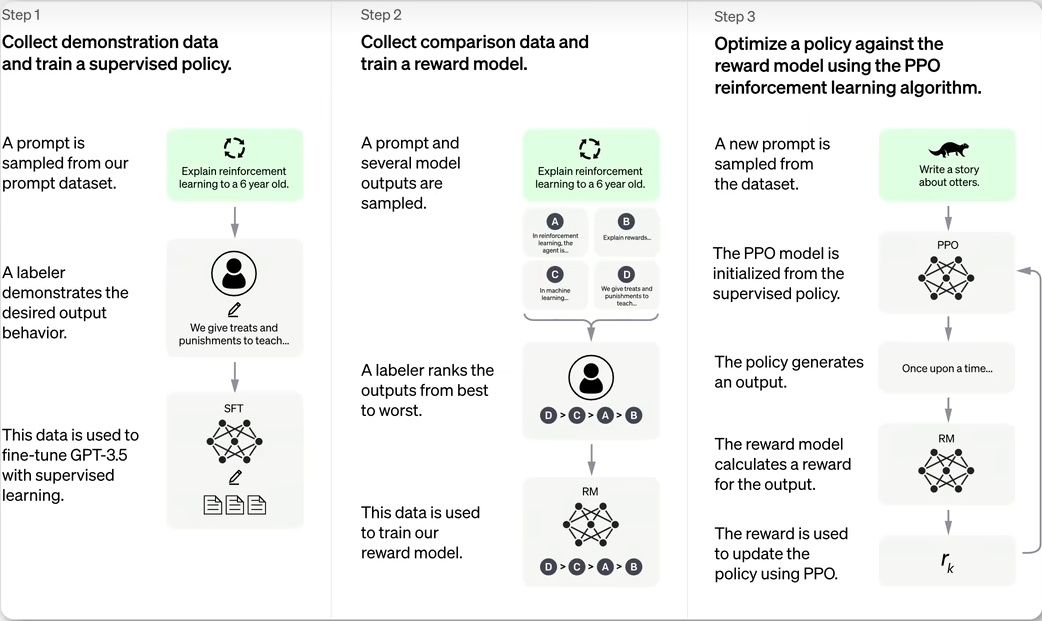 Step 1
Collect demonstration data
and train a supervised policy.
A prompt is
sampled from our
prompt dataset.
Explain reinforcement
learning to a 6 year old.
A labeler
demonstrates the
desired output
behavior.
We give treats and
punishments to teach...
This data is used to
fine-tune GPT-3.5
with supervised
learning.
SFT
Step 2
Collect comparison data and
train a reward model.
A prompt and
several model
outputs are
sampled.
Explain reinforcement
learning to a 6 year old.
A
In reinforcement
learning, the
agent is...
B
Explain rewards...
C
In machine
learning...
D
We give treats and
punishments to
teach...
A labeler ranks the
outputs from best
to worst.
D > C > A > B
This data is used
to train our
reward model.
RM
D > C > A > B
Step 3
Optimize a policy against the
reward model using the PPO
reinforcement learning algorithm.
A new prompt is
sampled from
the dataset.
Write a story
about otters.
The PPO model is
initialized from the
supervised policy.
PPO
The policy generates
an output.
Once upon a time...
The reward model
calculates a reward
for the output.
RM
The reward is used
to update the
policy using PPO.
rk